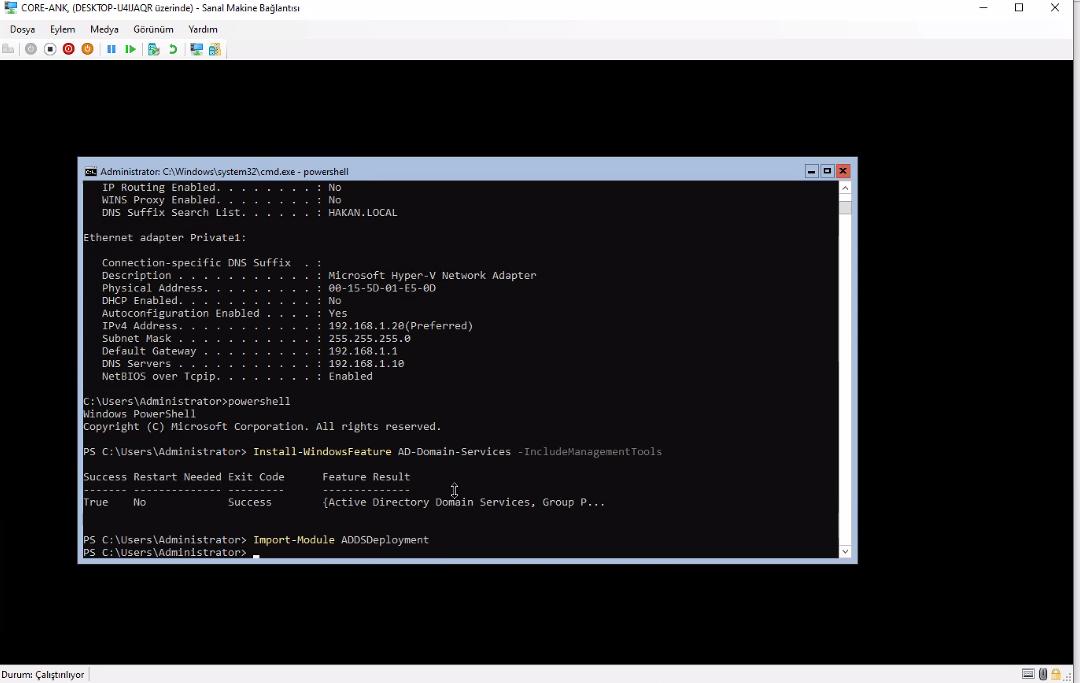 CORE-ANK, (DESKTOP-U4UAQR üzerinde) - Sanal Makine Bağlantısı
Dosya Eylem Medya Görünüm Yardım
Administrator: C:\Windows\system32\cmd.exe - powershell
IP Routing Enabled. . . . . . . . : No
WINS Proxy Enabled. . . . . . . . : No
DNS Suffix Search List. . . . . . : HAKAN.LOCAL
Ethernet adapter Private1:
Connection-specific DNS Suffix . :
Description . . . . . . . . . . . : Microsoft Hyper-V Network Adapter
Physical Address. . . . . . . . . : 00-15-5D-01-E5-0D
DHCP Enabled. . . . . . . . . . . : No
Autoconfiguration Enabled . . . . : Yes
IPv4 Address. . . . . . . . . . . : 192.168.1.20(Preferred)
Subnet Mask . . . . . . . . . . . : 255.255.255.0
Default Gateway . . . . . . . . . : 192.168.1.1
DNS Servers . . . . . . . . . . . : 192.168.1.10
NetBIOS over Tcpip. . . . . . . . : Enabled
C:\Users\Administrator>powershell
Windows PowerShell
Copyright (C) Microsoft Corporation. All rights reserved.
PS C:\Users\Administrator> Install-WindowsFeature AD-Domain-Services -IncludeManagementTools
Success Restart Needed Exit Code Feature Result
------- -------------- --------- --------------
True No Success {Active Directory Domain Services, Group P...
PS C:\Users\Administrator> Import-Module ADDSDeployment
PS C:\Users\Administrator>
Durum: Çalıştırılıyor